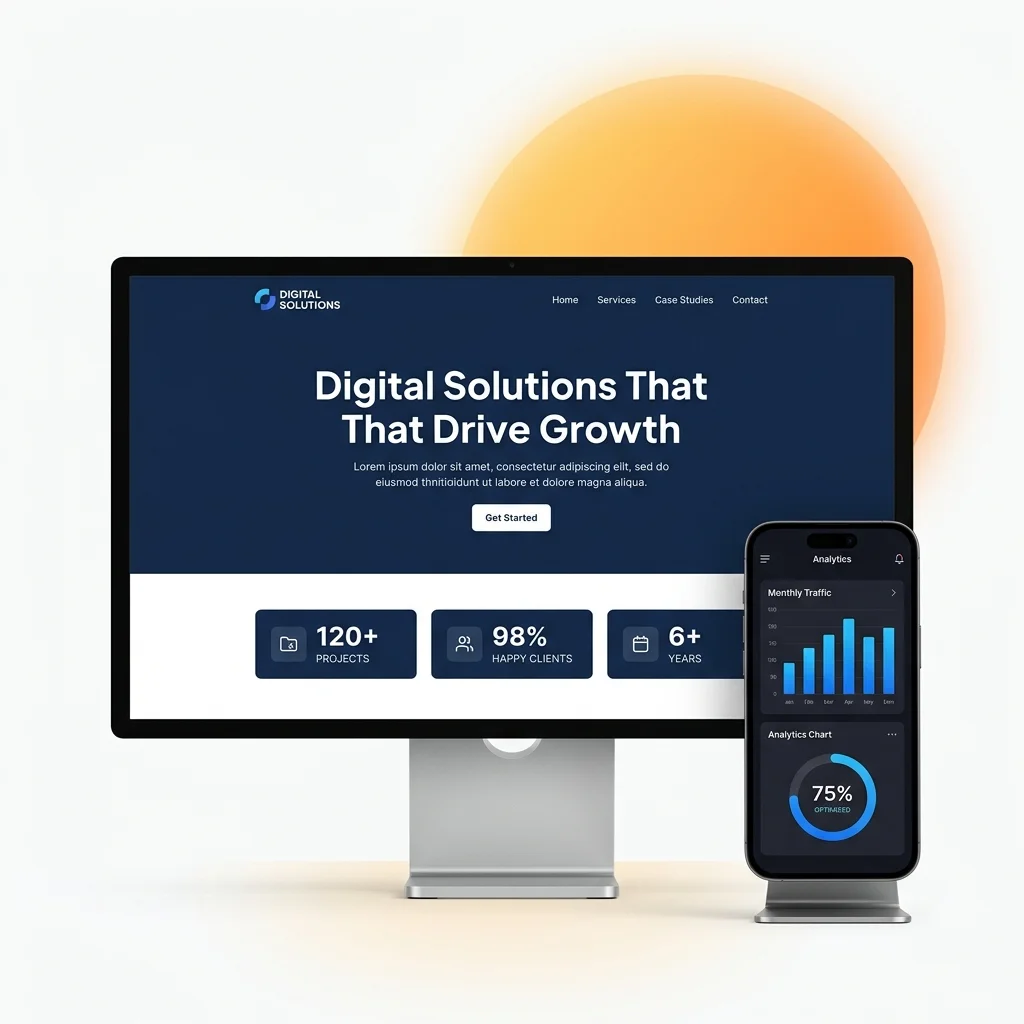 DIGITAL
SOLUTIONS
Home Services Case Studies Contact
Digital Solutions That
That Drive Growth
Lorem ipsum dolor sit amet, consectetur adipiscing elit, sed do
eiusmod ut labore et dolore magna aliqua.
Get Started
120+
PROJECTS
98%
HAPPY CLIENTS
6+
YEARS
Analytics
Monthly Traffic
0
Apr
Analytics Chart
75%